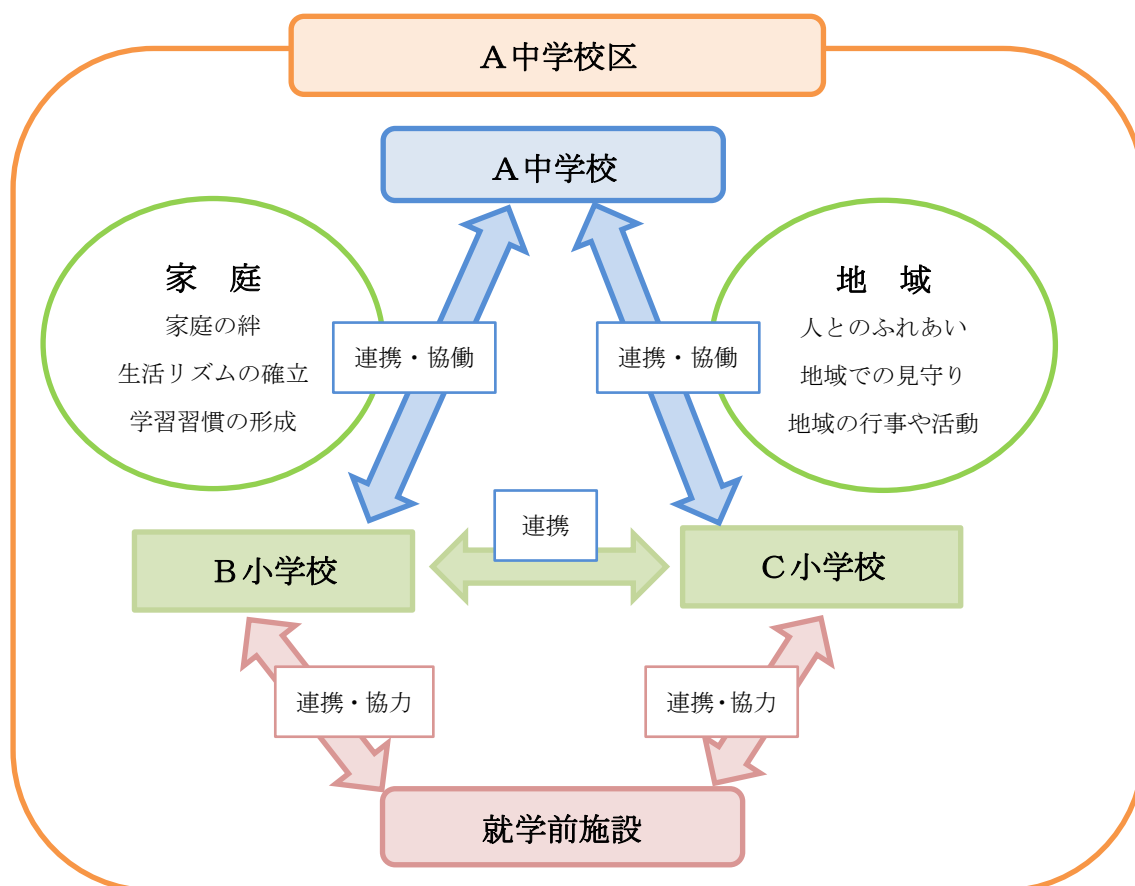 A中学校区
A中学校
家　庭
家庭の絆
生活リズムの確立
学習習慣の形成
地　域
人とのふれあい
地域での見守り
地域の行事や活動
連携・協働
連携・協働
連携
B小学校
C小学校
連携・協力
連携・協力
就学前施設